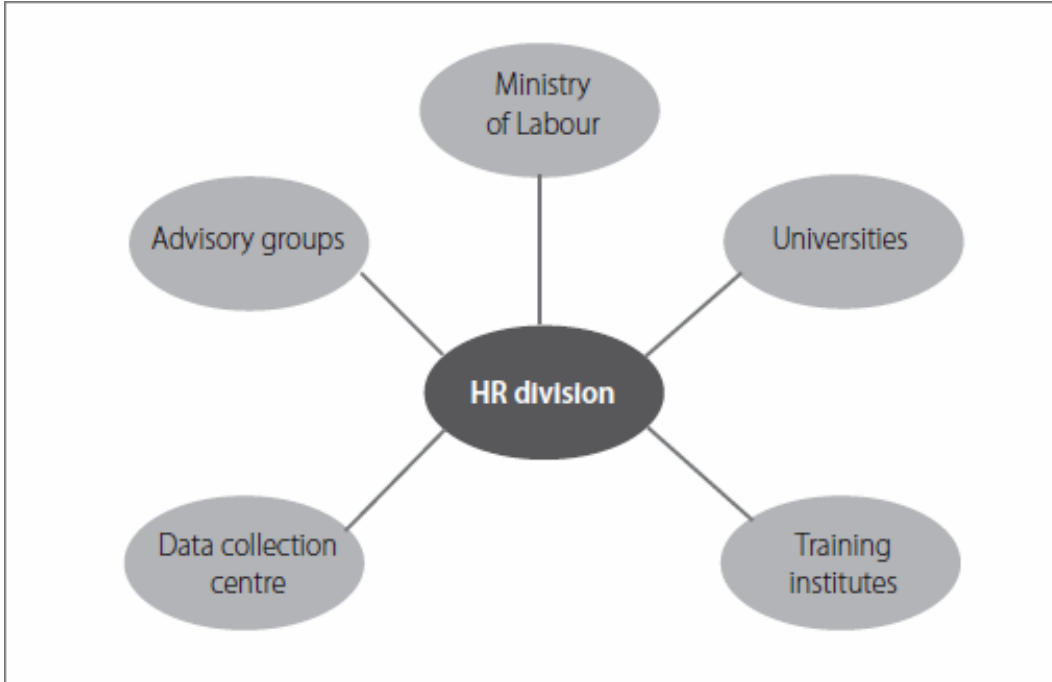 Ministry
of Labour
Advisory groups
Universities
HR division
Data collection
centre
Training
institutes